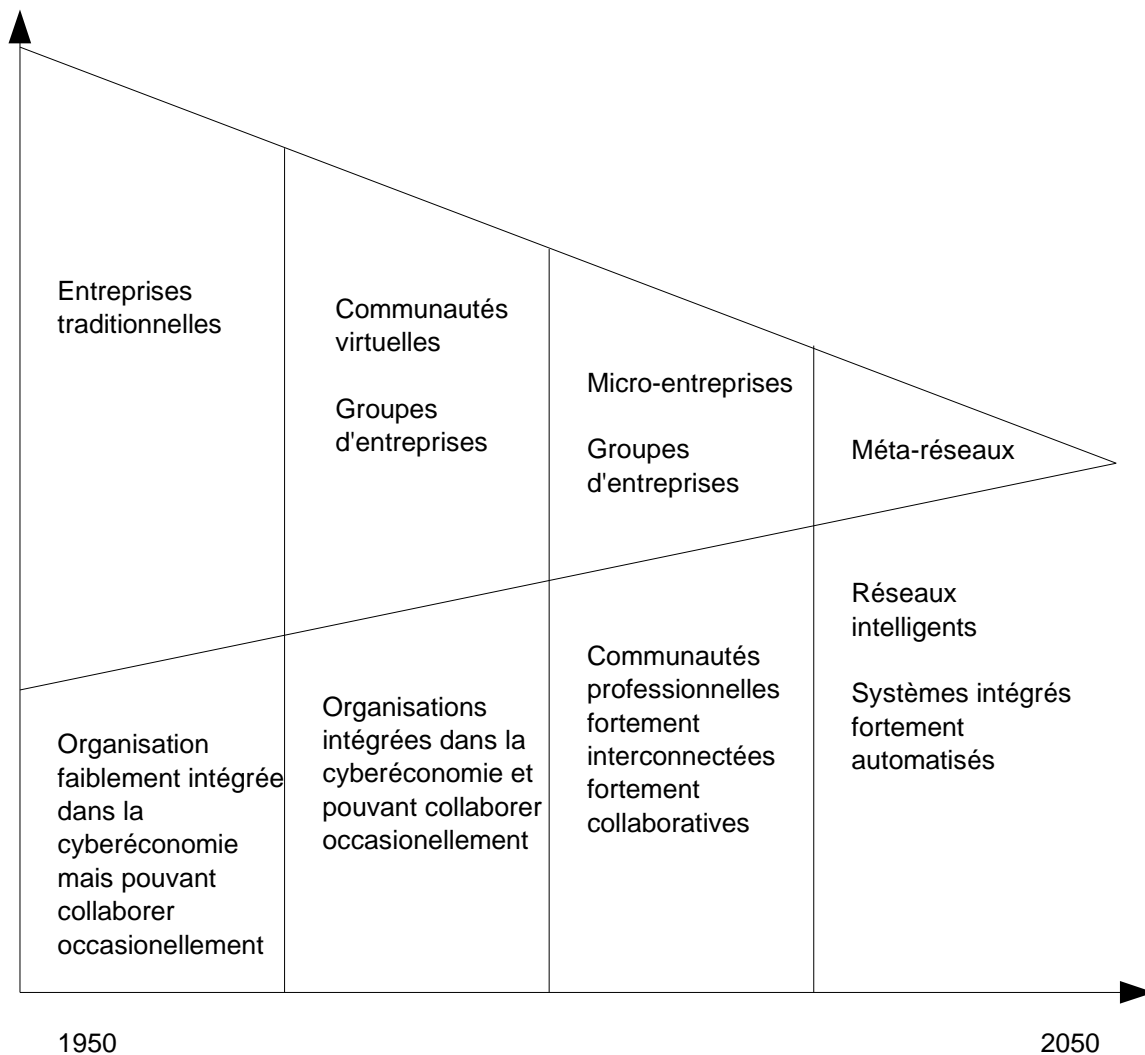 Entreprises
traditionnelles
Communautés
virtuelles
Groupes
d'entreprises
Micro-entreprises
Groupes
d'entreprises
Méta-réseaux
Organisation
faiblement intégrée
dans la
cyberéconomie
mais pouvant
collaborer
occasionellement
Organisations
intégrées dans la
cyberéconomie et
pouvant collaborer
occasionellement
Communautés
professionnelles
fortement
interconnectées
fortement
collaboratives
Réseaux
intelligents
Systèmes intégrés
fortement
automatisés
1950
2050